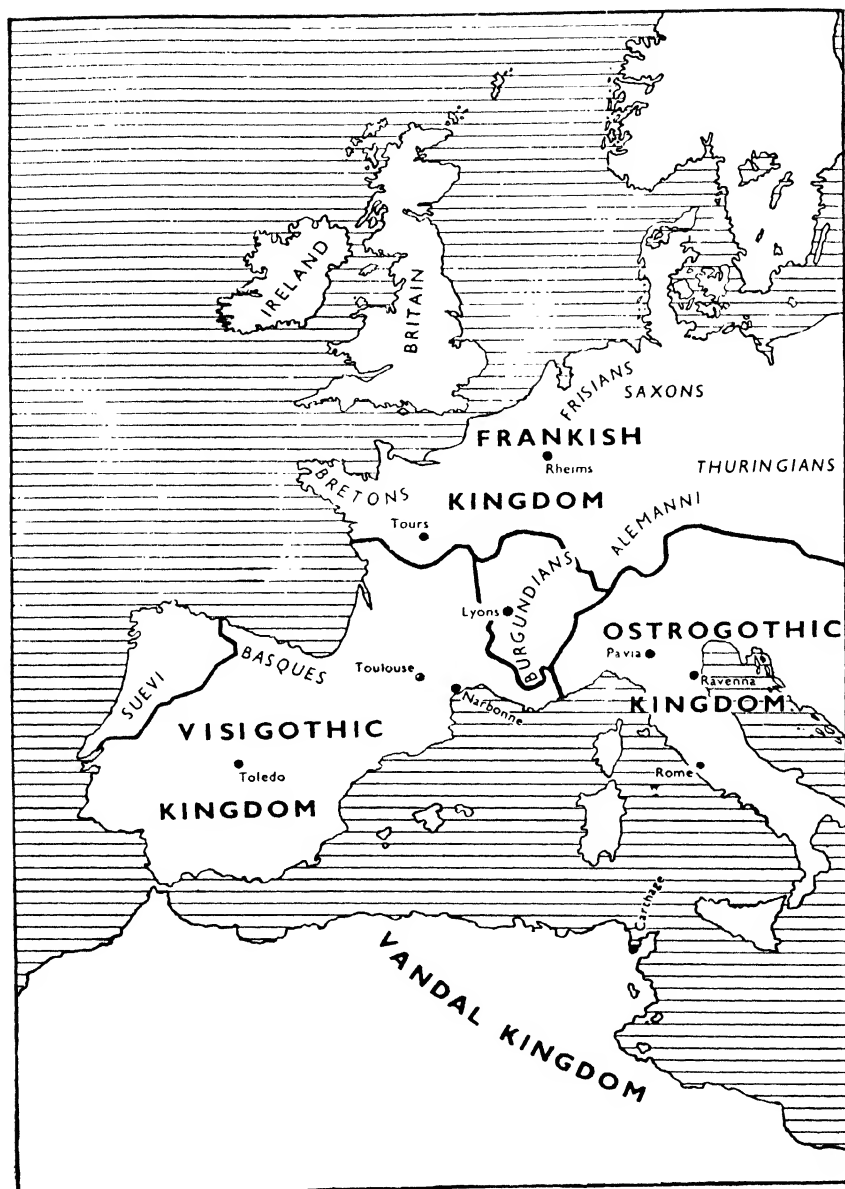 IRELAND
BRITAIN
FRISIANS
SAXONS
FRANKISH
Rheims
THURINGIANS
BRETONS
KINGDOM
Tours
ALEMANNI
BURGUNDIANS
Lyons
OSTROGOTHIC
Pavia
Ravenna
KINGDOM
SUEVI
BASQUES
Toulouse
Narbonne
VISIGOTHIC
Toledo
Rome
KINGDOM
Carthage
VANDAL KINGDOM